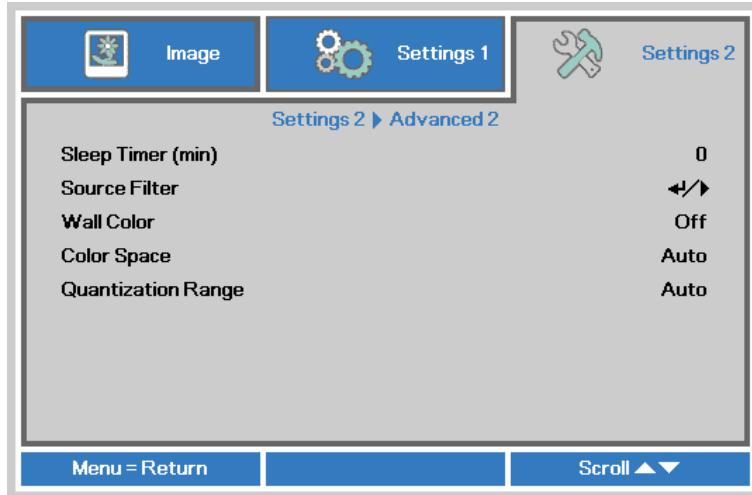 Image Settings 1 Settings 2
Settings 2 ▶ Advanced 2
Sleep Timer (min) 0
Source Filter ↵/▶
Wall Color Off
Color Space Auto
Quantization Range Auto
Menu = Return Scroll ▲▼